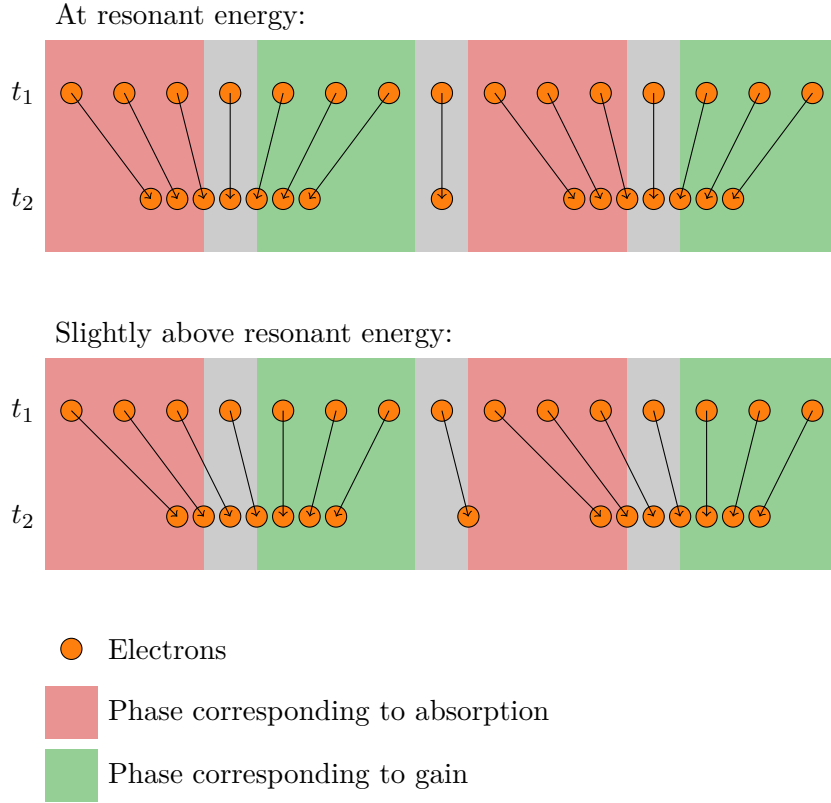 At resonant energy:
t₁
t₂
Slightly above resonant energy:
t₁
t₂
Electrons
Phase corresponding to absorption
Phase corresponding to gain